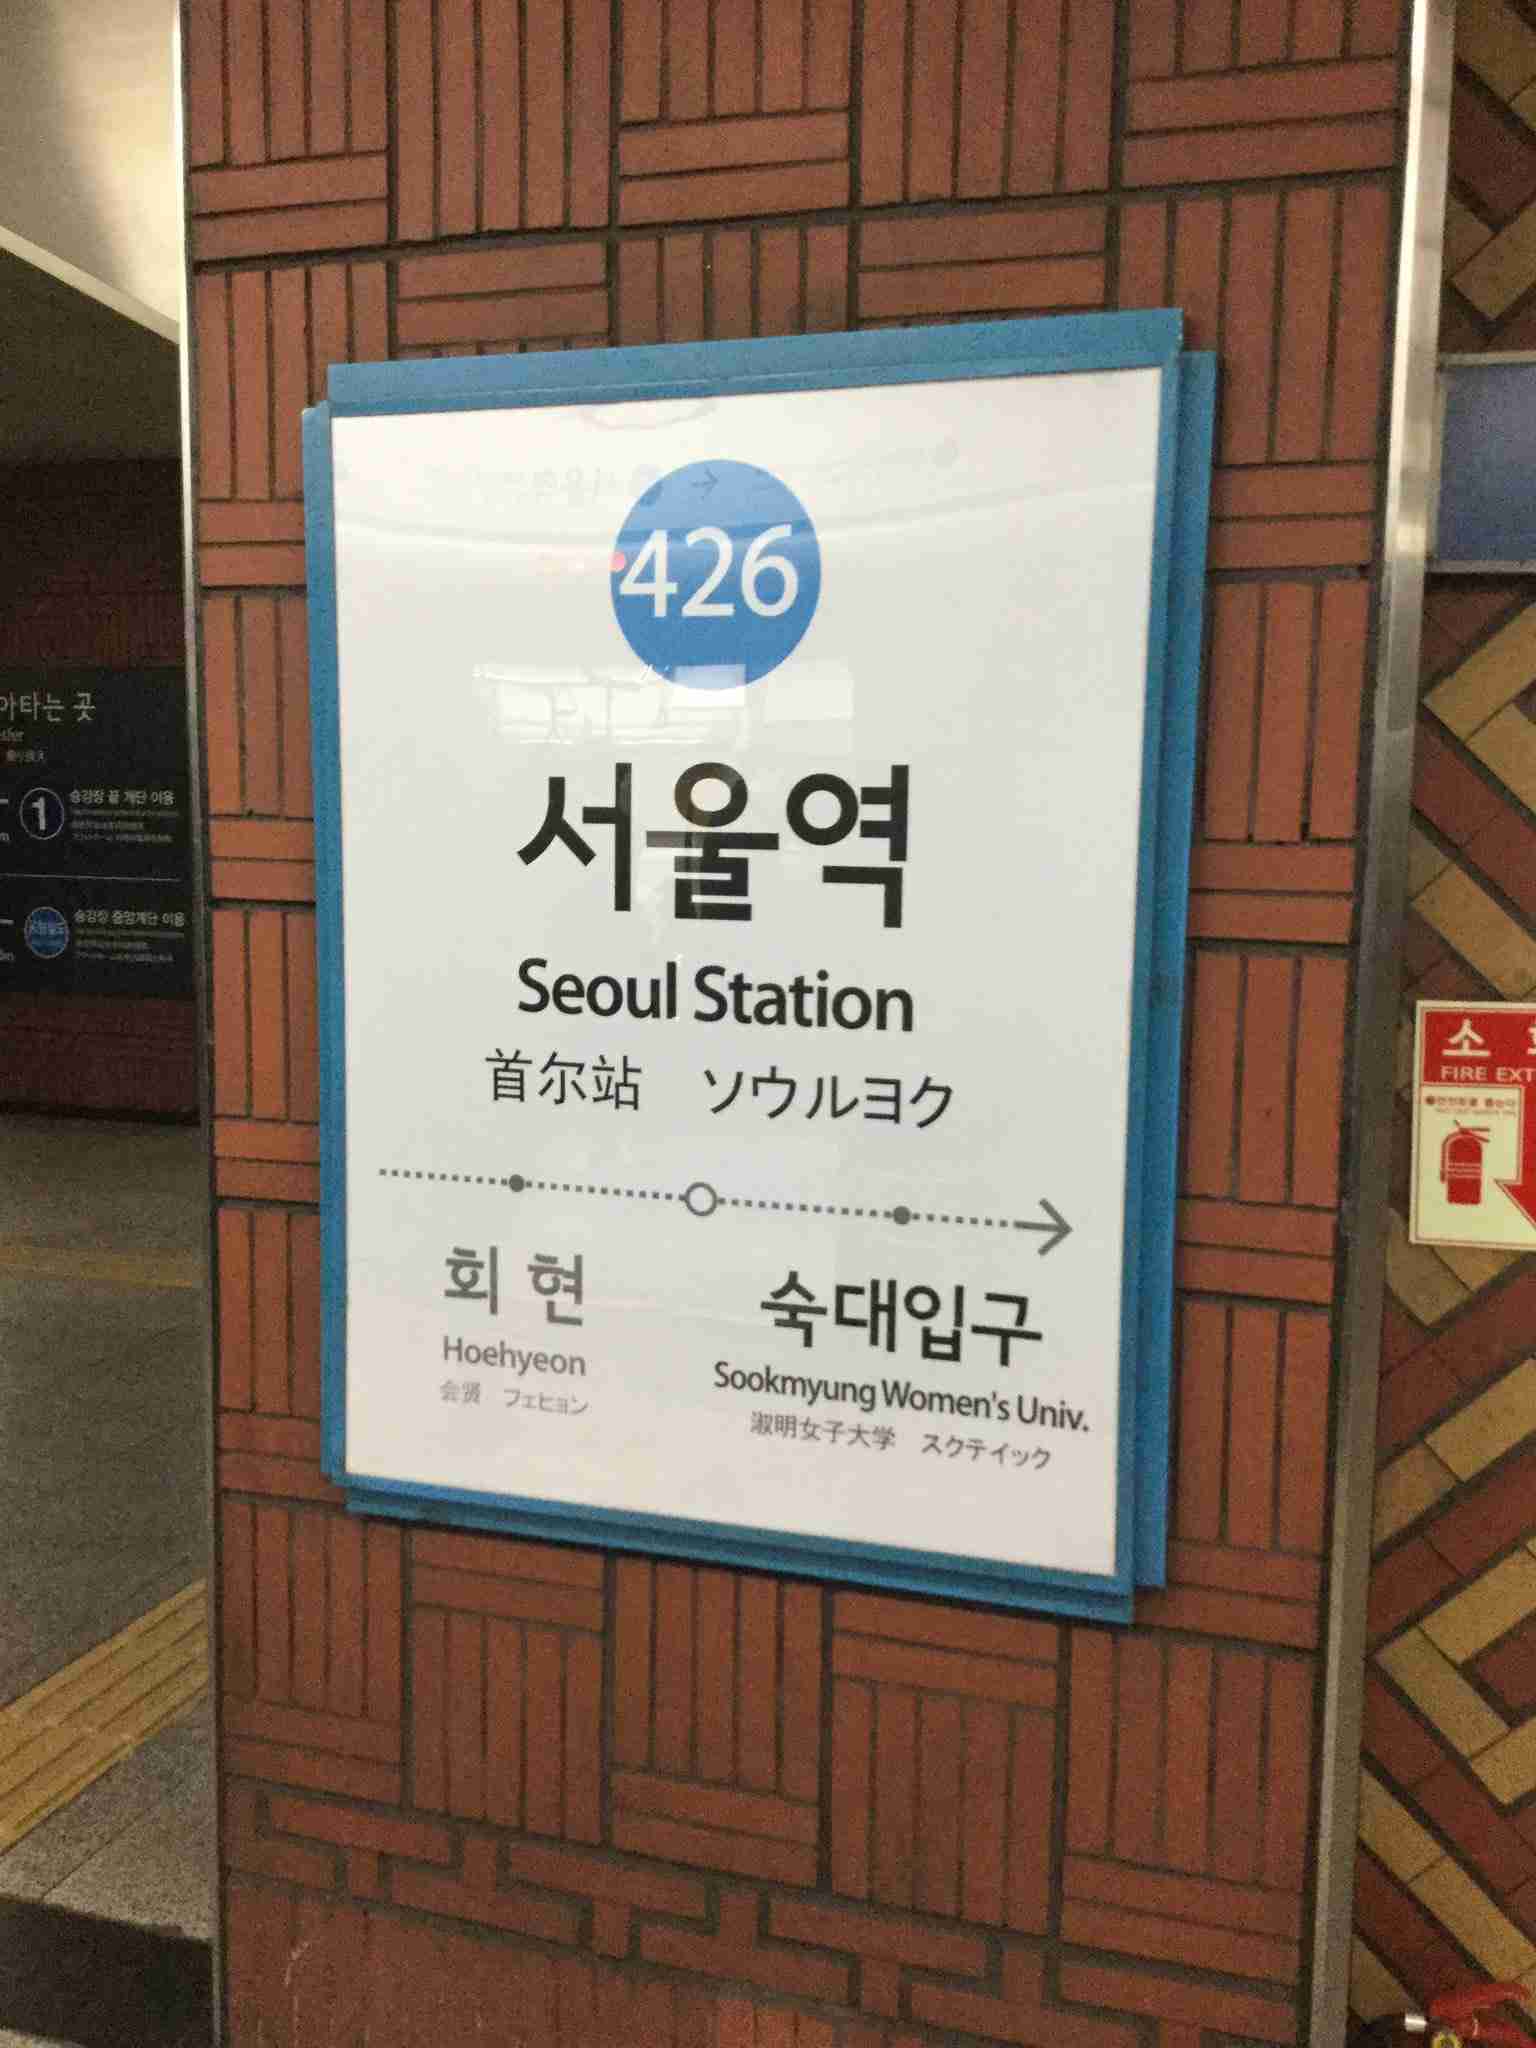 426
서울역
Seoul Station
首尔站 ソウルヨク
회현
Hoehyeon
会贤 フェヒョン
숙대입구
Sookmyung Women's Univ.
淑明女子大学 スクテイック
아타는 곳
1
승강장 끝 계단 이용
승강장 중앙계단 이용
소
FIRE EXT